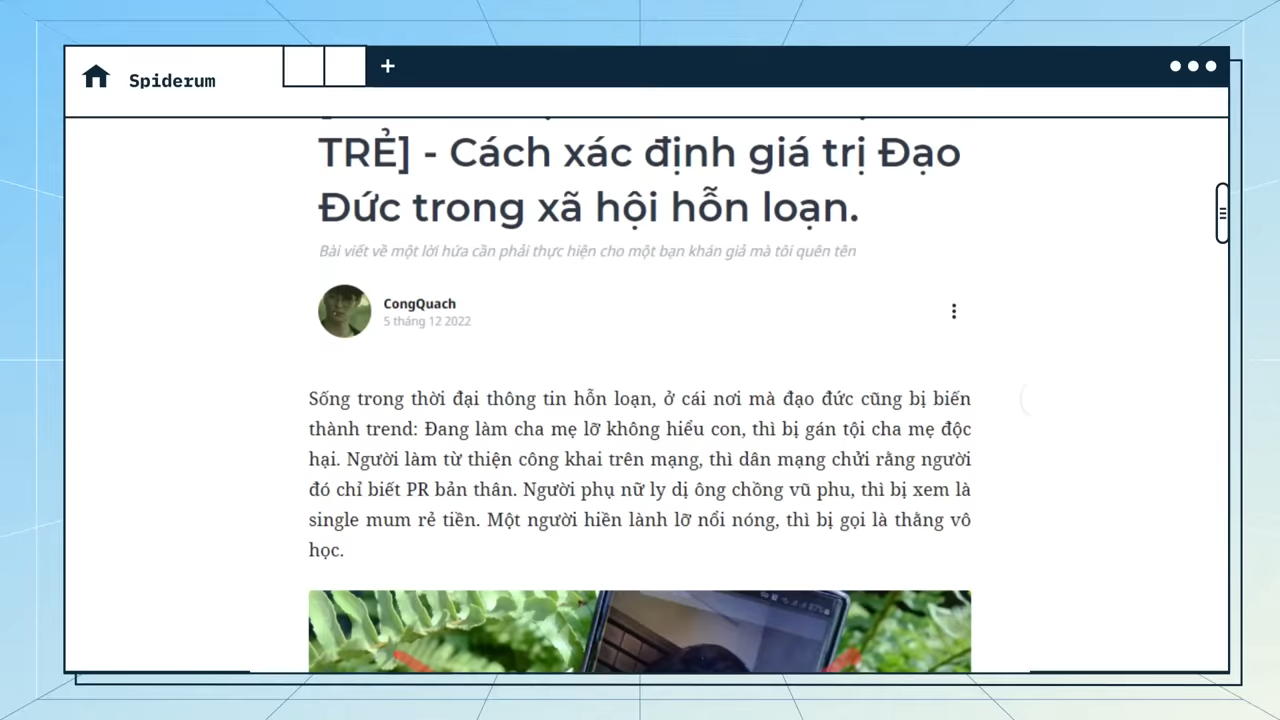 Spiderum
TRẺ] - Cách xác định giá trị Đạo
Đức trong xã hội hỗn loạn.
Bài viết về một lời hứa cần phải thực hiện cho một bạn khán giả mà tôi quên tên
CongQuach
5 tháng 12 2022
Sống trong thời đại thông tin hỗn loạn, ở cái nơi mà đạo đức cũng bị biến
thành trend: Đang làm cha mẹ lỡ không hiểu con, thì bị gán tội cha mẹ độc
hại. Người làm từ thiện công khai trên mạng, thì dân mạng chửi rằng người
đó chỉ biết PR bản thân. Người phụ nữ ly dị ông chồng vũ phu, thì bị xem là
single mum rẻ tiền. Một người hiền lành lỡ nổi nóng, thì bị gọi là thằng vô
học.